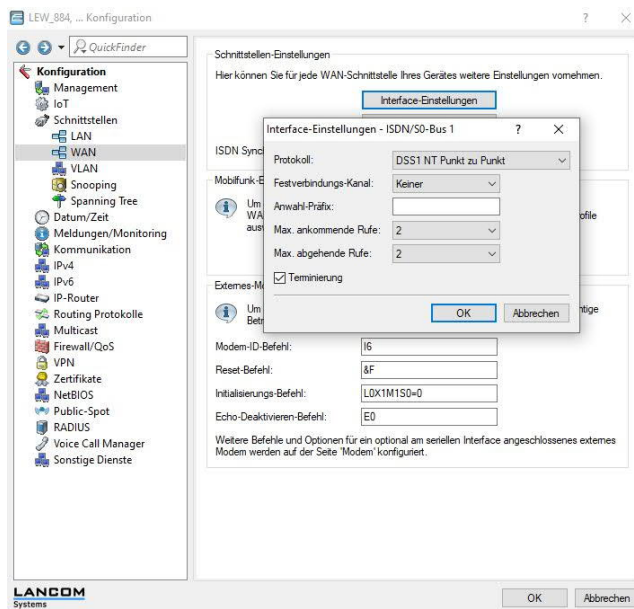 LEW_884, ... Konfiguration
QuickFinder
Konfiguration
Management
IoT
Schnittstellen
LAN
WAN
VLAN
Snooping
Spanning Tree
Datum/Zeit
Meldungen/Monitoring
Kommunikation
IPv4
IPv6
IP-Router
Routing Protokolle
Multicast
Firewall/QoS
VPN
Zertifikate
NetBIOS
Public-Spot
RADIUS
Voice Call Manager
Sonstige Dienste
Schnittstellen-Einstellungen
Hier können Sie für jede WAN-Schnittstelle Ihres Gerätes weitere Einstellungen vornehmen.
Interface-Einstellungen
ISDN Sync
Mobilfunk-E
Um
WA
ofile
Interface-Einstellungen - ISDN/S0-Bus 1
Protokoll: DSS1 NT Punkt zu Punkt
Festverbindungs-Kanal: Keiner
Anwahl-Präfix:
Max. ankommende Rufe: 2
Max. abgehende Rufe: 2
Terminierung
OK Abbrechen
Externes-M
Um
Betr
htige
Modem-ID-Befehl: I6
Reset-Befehl: &F
Initialisierungs-Befehl: L0X1M1S0=0
Echo-Deaktivieren-Befehl: E0
Weitere Befehle und Optionen für ein optional am seriellen Interface angeschlossenes externes
Modem werden auf der Seite 'Modem' konfiguriert.
LANCOM
Systems
OK Abbrechen